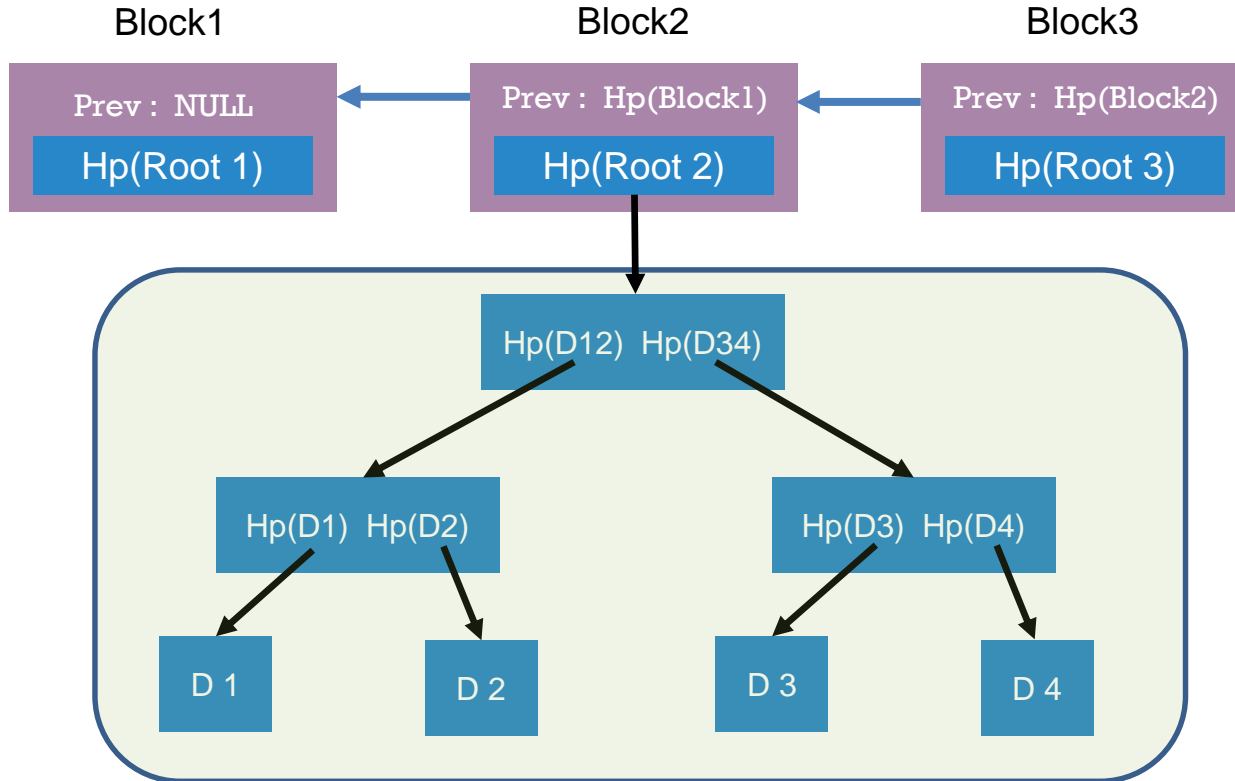 Block1 Block2 Block3
Prev: NULL Prev: Hp(Block1) Prev: Hp(Block2)
Hp(Root 1) Hp(Root 2) Hp(Root 3)
Hp(D12) Hp(D34)
Hp(D1) Hp(D2) Hp(D3) Hp(D4)
D 1 D 2 D 3 D 4